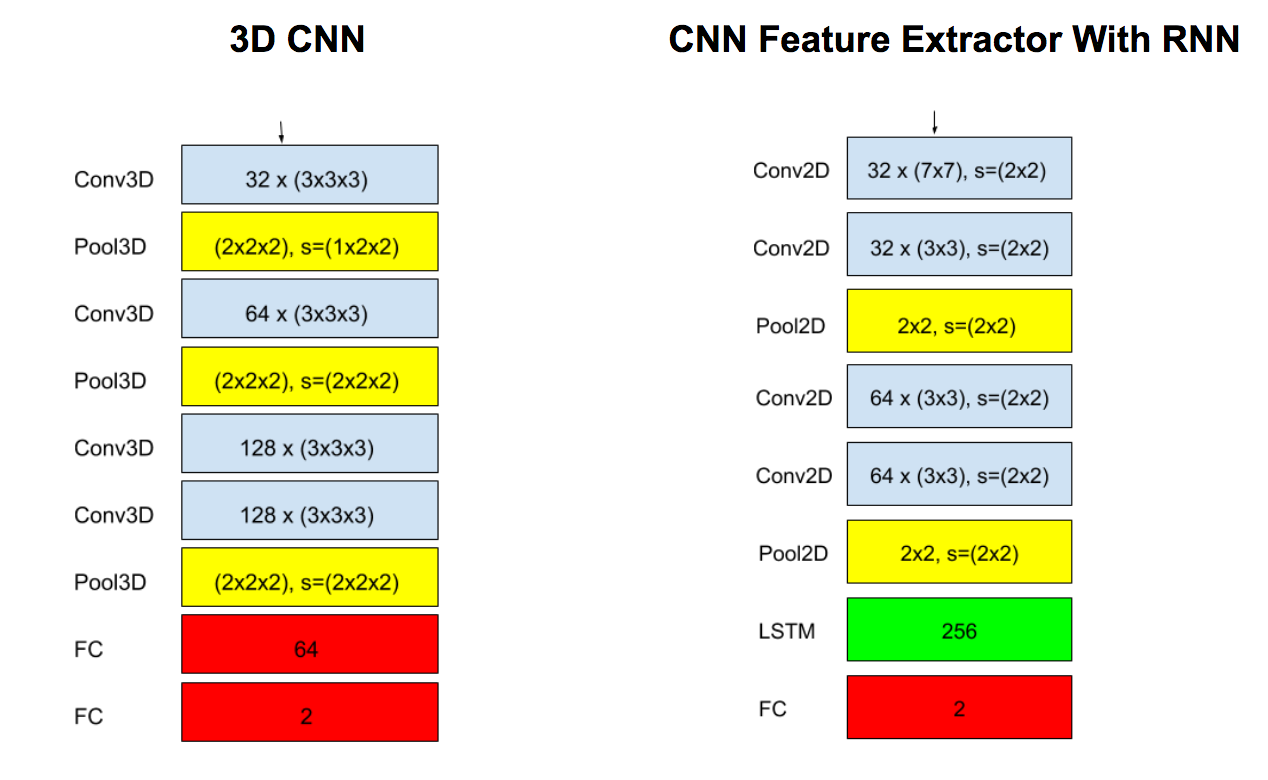 3D CNN
Conv3D 32 x (3x3x3)
Pool3D (2x2x2), s=(1x2x2)
Conv3D 64 x (3x3x3)
Pool3D (2x2x2), s=(2x2x2)
Conv3D 128 x (3x3x3)
Conv3D 128 x (3x3x3)
Pool3D (2x2x2), s=(2x2x2)
FC 64
FC 2
CNN Feature Extractor With RNN
Conv2D 32 x (7x7), s=(2x2)
Conv2D 32 x (3x3), s=(2x2)
Pool2D 2x2, s=(2x2)
Conv2D 64 x (3x3), s=(2x2)
Conv2D 64 x (3x3), s=(2x2)
Pool2D 2x2, s=(2x2)
LSTM 256
FC 2